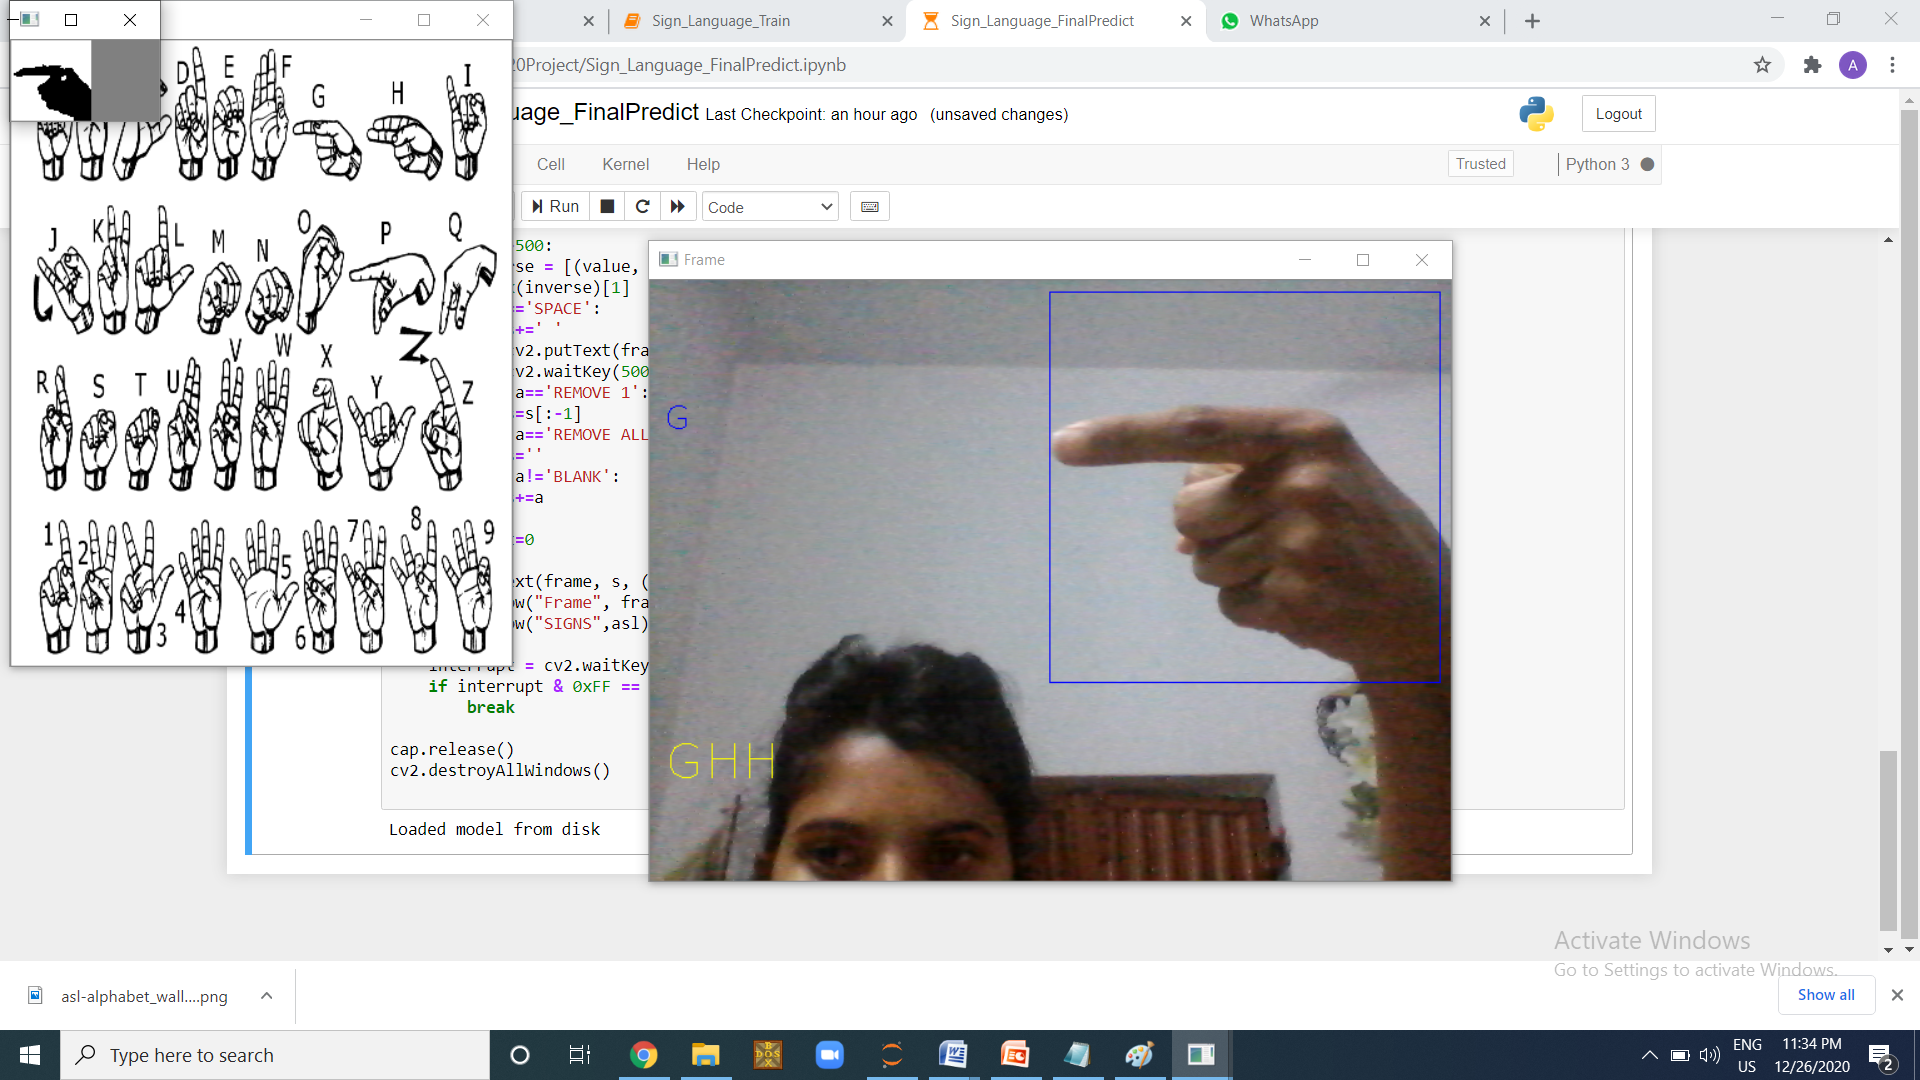 Sign_Language_Train
Sign_Language_FinalPredict
WhatsApp
20Project/Sign_Language_FinalPredict.ipynb
A
uage_FinalPredict Last Checkpoint: an hour ago (unsaved changes)
Logout
Cell Kernel Help
Trusted
Python 3
Run
Code
D E F G H I
J K L M N O P Q
R S T U V W X Y Z
1 2 3 4 5 6 7 8 9
500:
rse = [(value,
(inverse)[1]
='SPACE':
+=' '
v2.putText(fra
v2.waitKey(500
a=='REMOVE 1':
=s[:-1]
a=='REMOVE ALL
=''
a!='BLANK':
+=a
=0
xt(frame, s, (
ow("Frame", fra
ow("SIGNS",asl)
interrupt = cv2.waitKey
if interrupt & 0xFF ==
break
cap.release()
cv2.destroyAllWindows()
Loaded model from disk
Frame
G
GHH
Activate Windows
Go to Settings to activate Windows.
asl-alphabet_wall....png
Show all
Type here to search
ENG
US
11:34 PM
12/26/2020
2